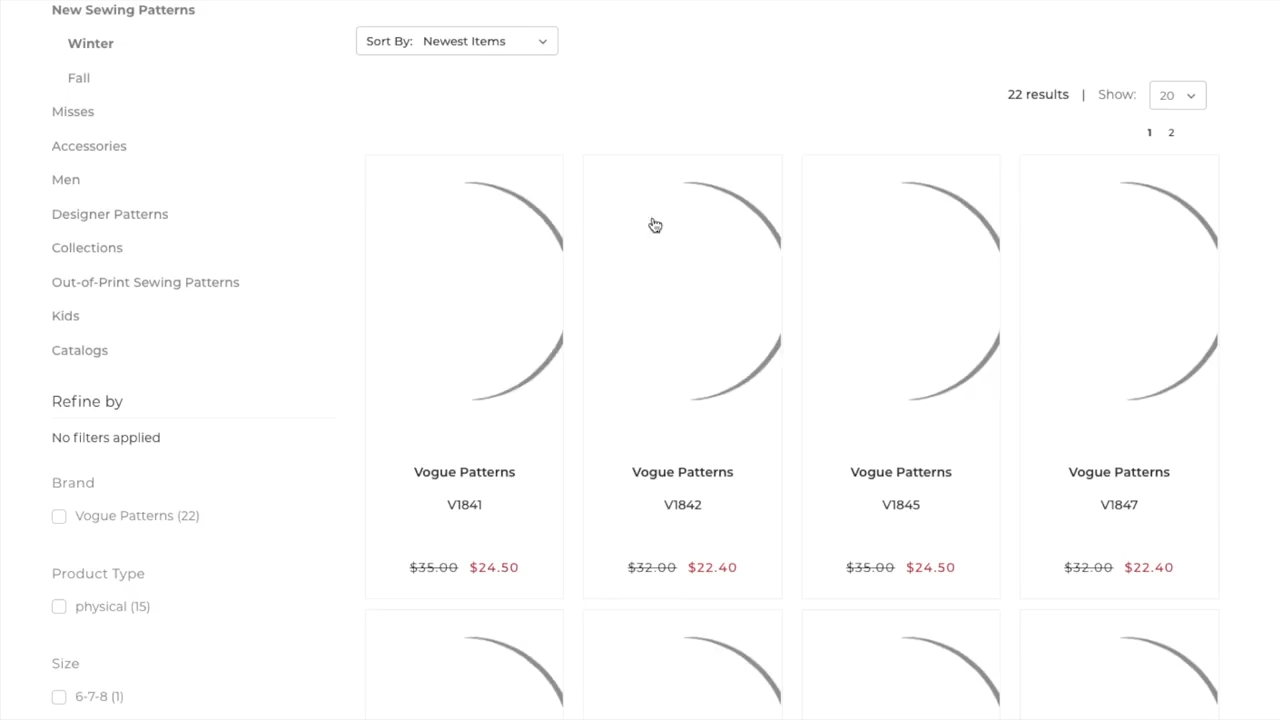 New Sewing Patterns
Winter
Fall
Misses
Accessories
Men
Designer Patterns
Collections
Out-of-Print Sewing Patterns
Kids
Catalogs
Refine by
No filters applied
Brand
Vogue Patterns (22)
Product Type
physical (15)
Size
6-7-8 (1)
Sort By: Newest Items
22 results | Show: 20
1 2
Vogue Patterns
V1841
$35.00 $24.50
Vogue Patterns
V1842
$32.00 $22.40
Vogue Patterns
V1845
$35.00 $24.50
Vogue Patterns
V1847
$32.00 $22.40